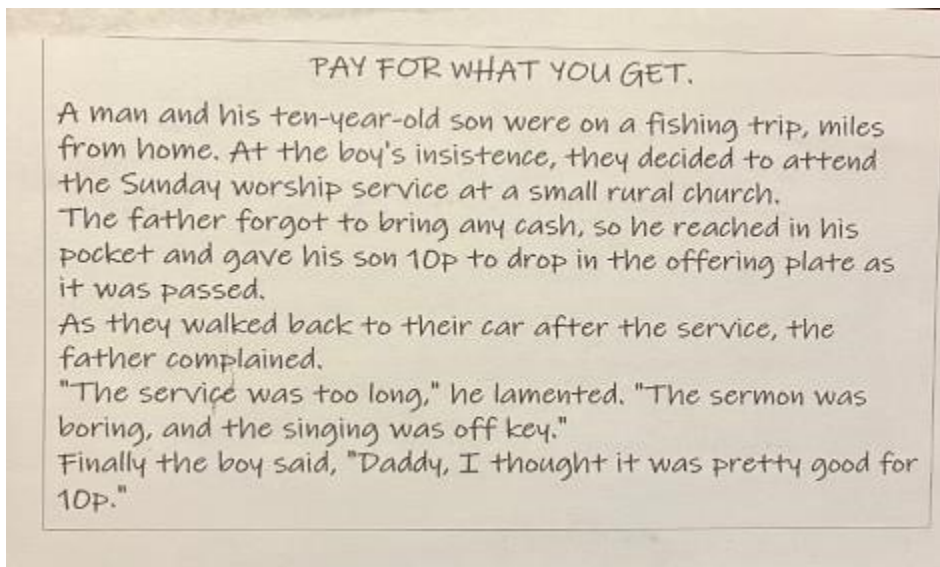 PAY FOR WHAT YOU GET.
A man and his ten-year-old son were on a fishing trip, miles
from home. At the boy's insistence, they decided to attend
the Sunday worship service at a small rural church.
The father forgot to bring any cash, so he reached in his
pocket and gave his son 10p to drop in the offering plate as
it was passed.
As they walked back to their car after the service, the
father complained.
"The service was too long," he lamented. "The sermon was
boring, and the singing was off key."
Finally the boy said, "Daddy, I thought it was pretty good for
10p."